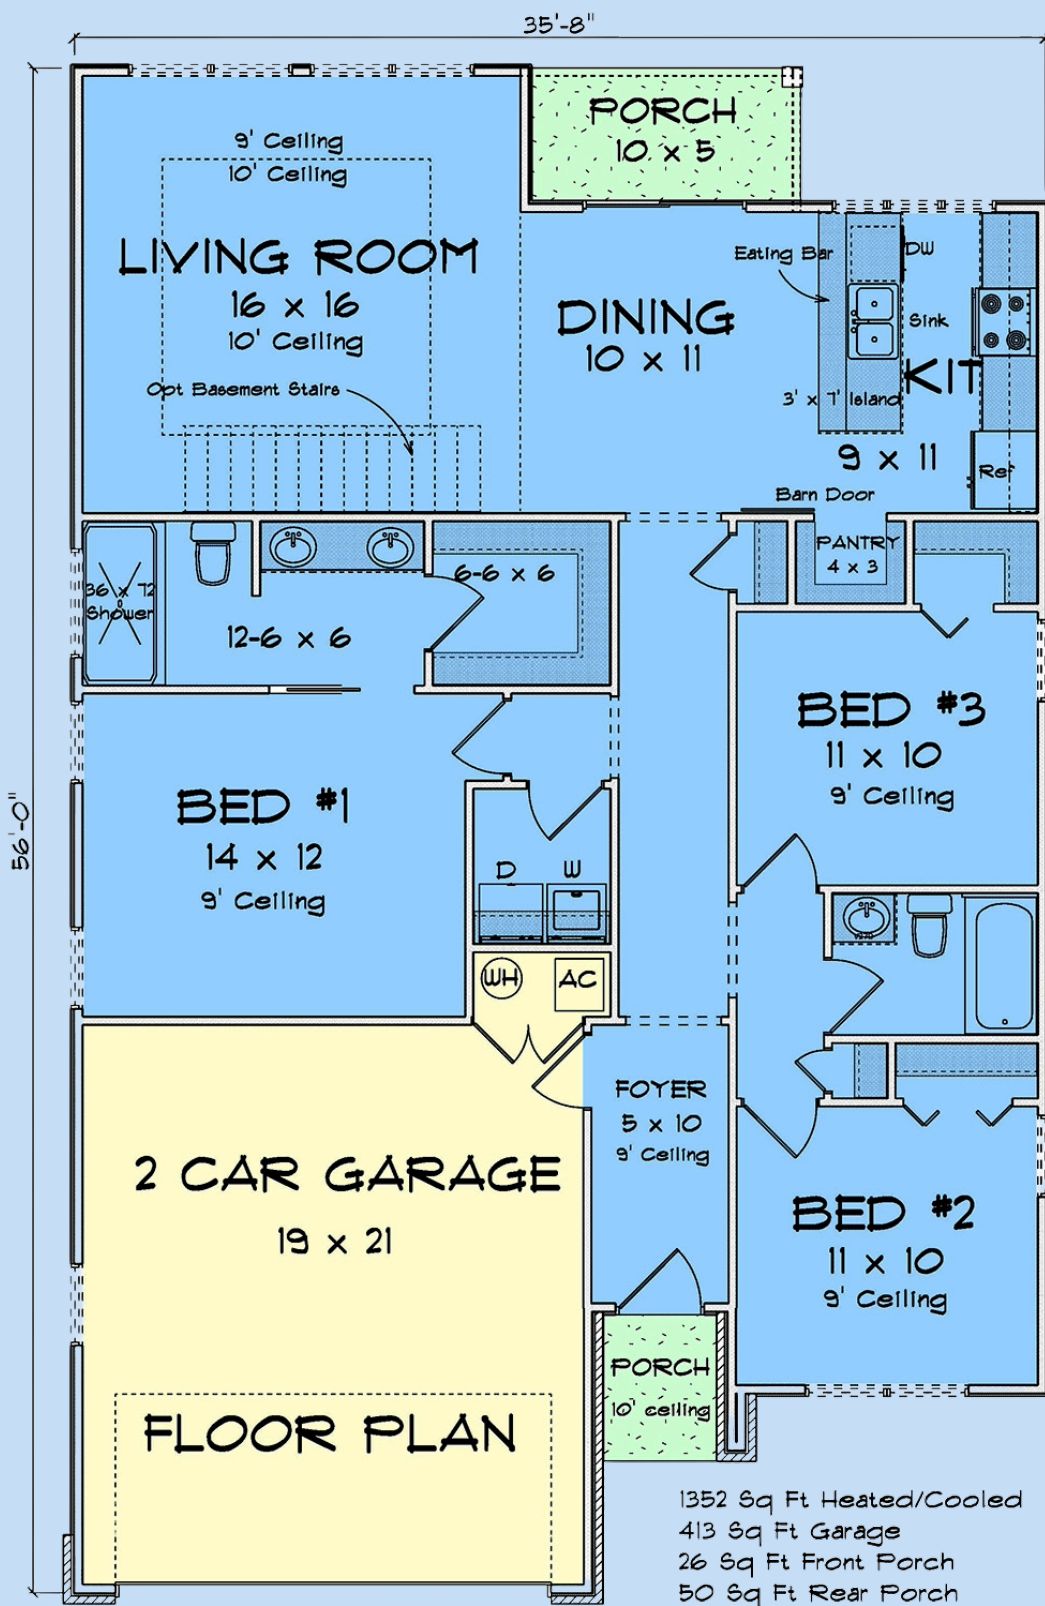 35'-8"
PORCH
10 x 5
9' Ceiling
10' Ceiling
LIVING ROOM
16 x 16
10' Ceiling
Opt Basement Stairs
DINING
10 x 11
Eating Bar
DW
Sink
KIT
3' x 7' Island
9 x 11
Ref
Barn Door
PANTRY
4 x 3
36 x 72
Shower
12-6 x 6
6-6 x 6
BED #3
11 x 10
9' Ceiling
BED #1
14 x 12
9' Ceiling
56'-0"
D
W
WH
AC
FOYER
5 x 10
9' Ceiling
2 CAR GARAGE
19 x 21
BED #2
11 x 10
9' Ceiling
PORCH
10' ceiling
FLOOR PLAN
1352 Sq Ft Heated/Cooled
413 Sq Ft Garage
26 Sq Ft Front Porch
50 Sq Ft Rear Porch